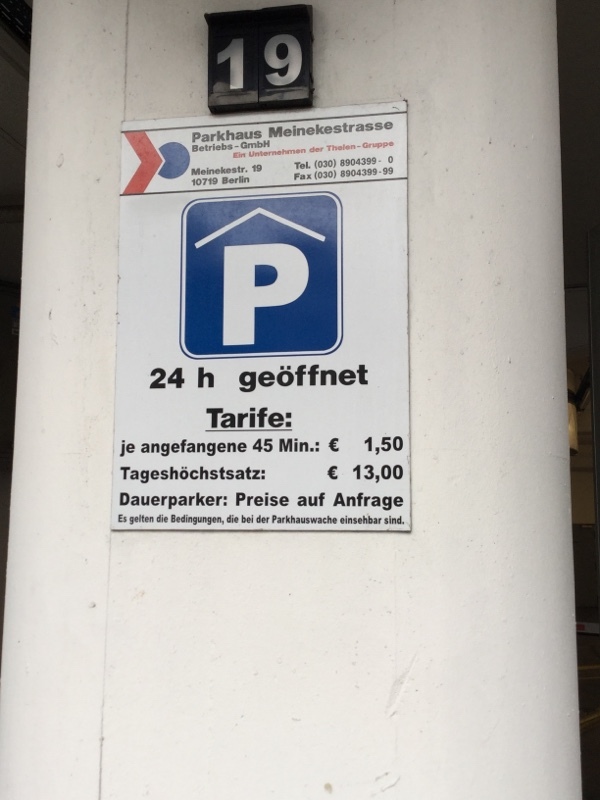 19
Parkhaus Meinekestrasse
Betriebs-GmbH
Ein Unternehmen der Thelen-Gruppe
Meinekestr. 19 Tel. (030) 8904399- 0
10719 Berlin Fax (030) 8904399-99
P
24 h geöffnet
Tarife:
je angefangene 45 Min.: € 1,50
Tageshöchstsatz: € 13,00
Dauerparker: Preise auf Anfrage
Es gelten die Bedingungen, die bei der Parkhauswache einsehbar sind.